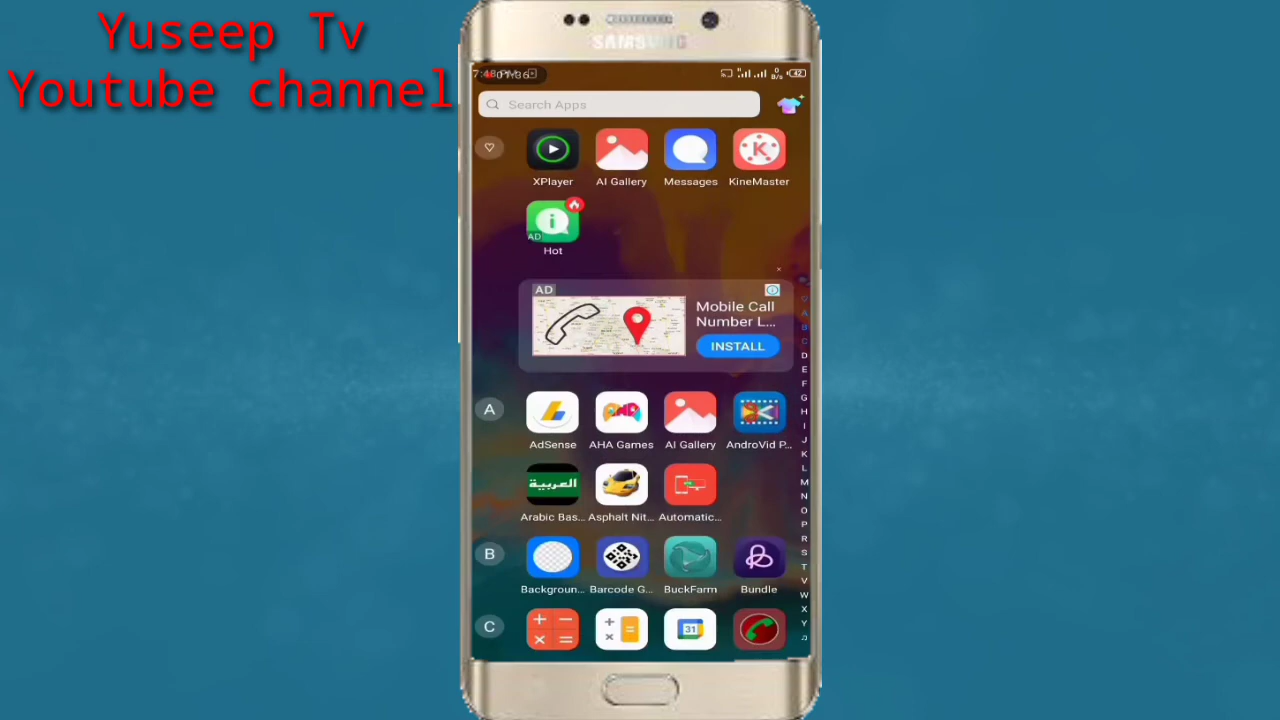 Yuseep Tv
Youtube channel
SAMSUNG
Search Apps
XPlayer AI Gallery Messages KineMaster
AD
Hot
AD
Mobile Call
Number L...
INSTALL
A
AdSense AHA Games AI Gallery AndroVid P...
العربية
Arabic Bas... Asphalt Nit... Automatic...
B
Backgroun... Barcode G... BuckFarm Bundle
C
31
A
B
C
D
E
F
G
H
I
J
K
L
M
N
O
P
R
S
T
V
W
X
Y